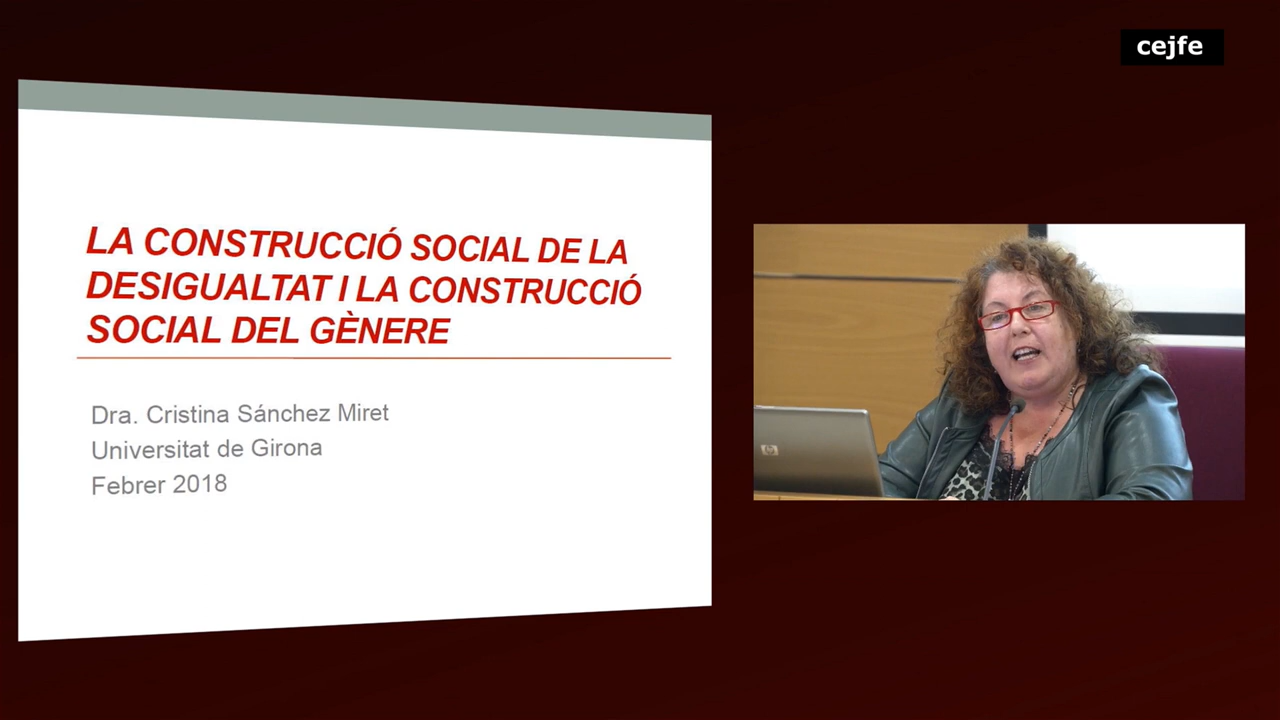 cejfe
LA CONSTRUCCIÓ SOCIAL DE LA
DESIGUALTAT I LA CONSTRUCCIÓ
SOCIAL DEL GÈNERE
Dra. Cristina Sánchez Miret
Universitat de Girona
Febrer 2018
hp